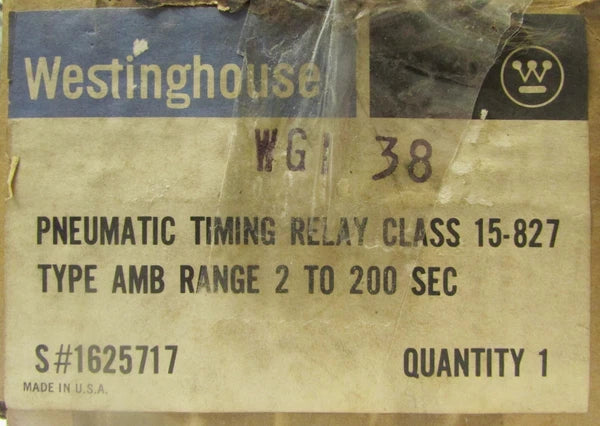 Westinghouse
W
WGI 38
PNEUMATIC TIMING RELAY CLASS 15-827
TYPE AMB RANGE 2 TO 200 SEC
S#1625717
QUANTITY 1
MADE IN U.S.A.